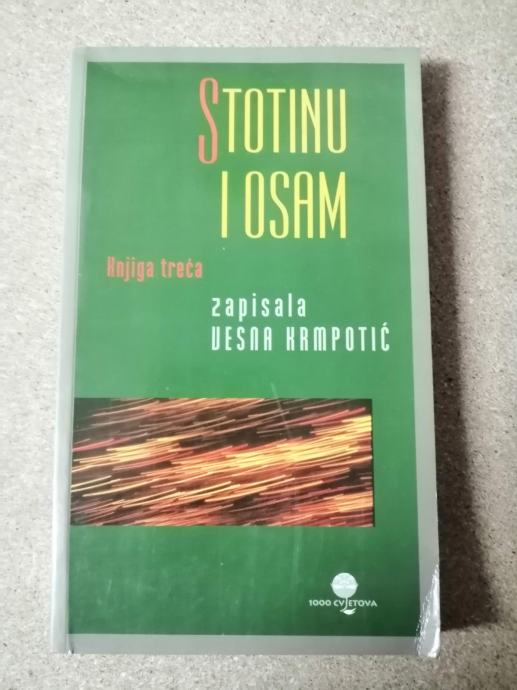 STOTINU
I OSAM
Knjiga treća
zapisala
VESNA KRMPOTIĆ
1000 CVJETOVA